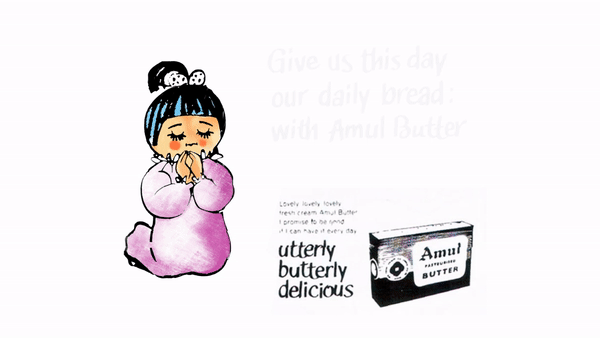 Give us this day
our daily bread:
with Amul Butter
Lovely, lovely, lovely
fresh cream Amul Butter
I promise to be good
if I can have it every day
utterly
butterly
delicious
Amul
PASTEURISED
BUTTER